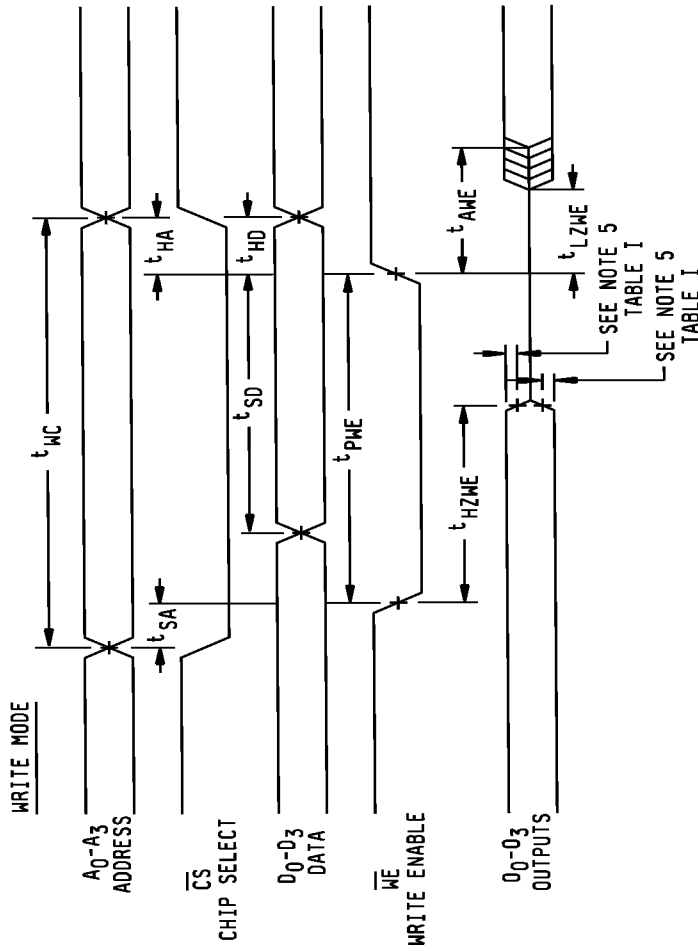 WRITE MODE
A0-A3
ADDRESS
CS
CHIP SELECT
D0-D3
DATA
WE
WRITE ENABLE
O0-O3
OUTPUTS
tWC
tSA
tHA
tSD
tHD
tPWE
tHZWE
tAWE
tLZWE
SEE NOTE 5
TABLE I
SEE NOTE 5
TABLE I